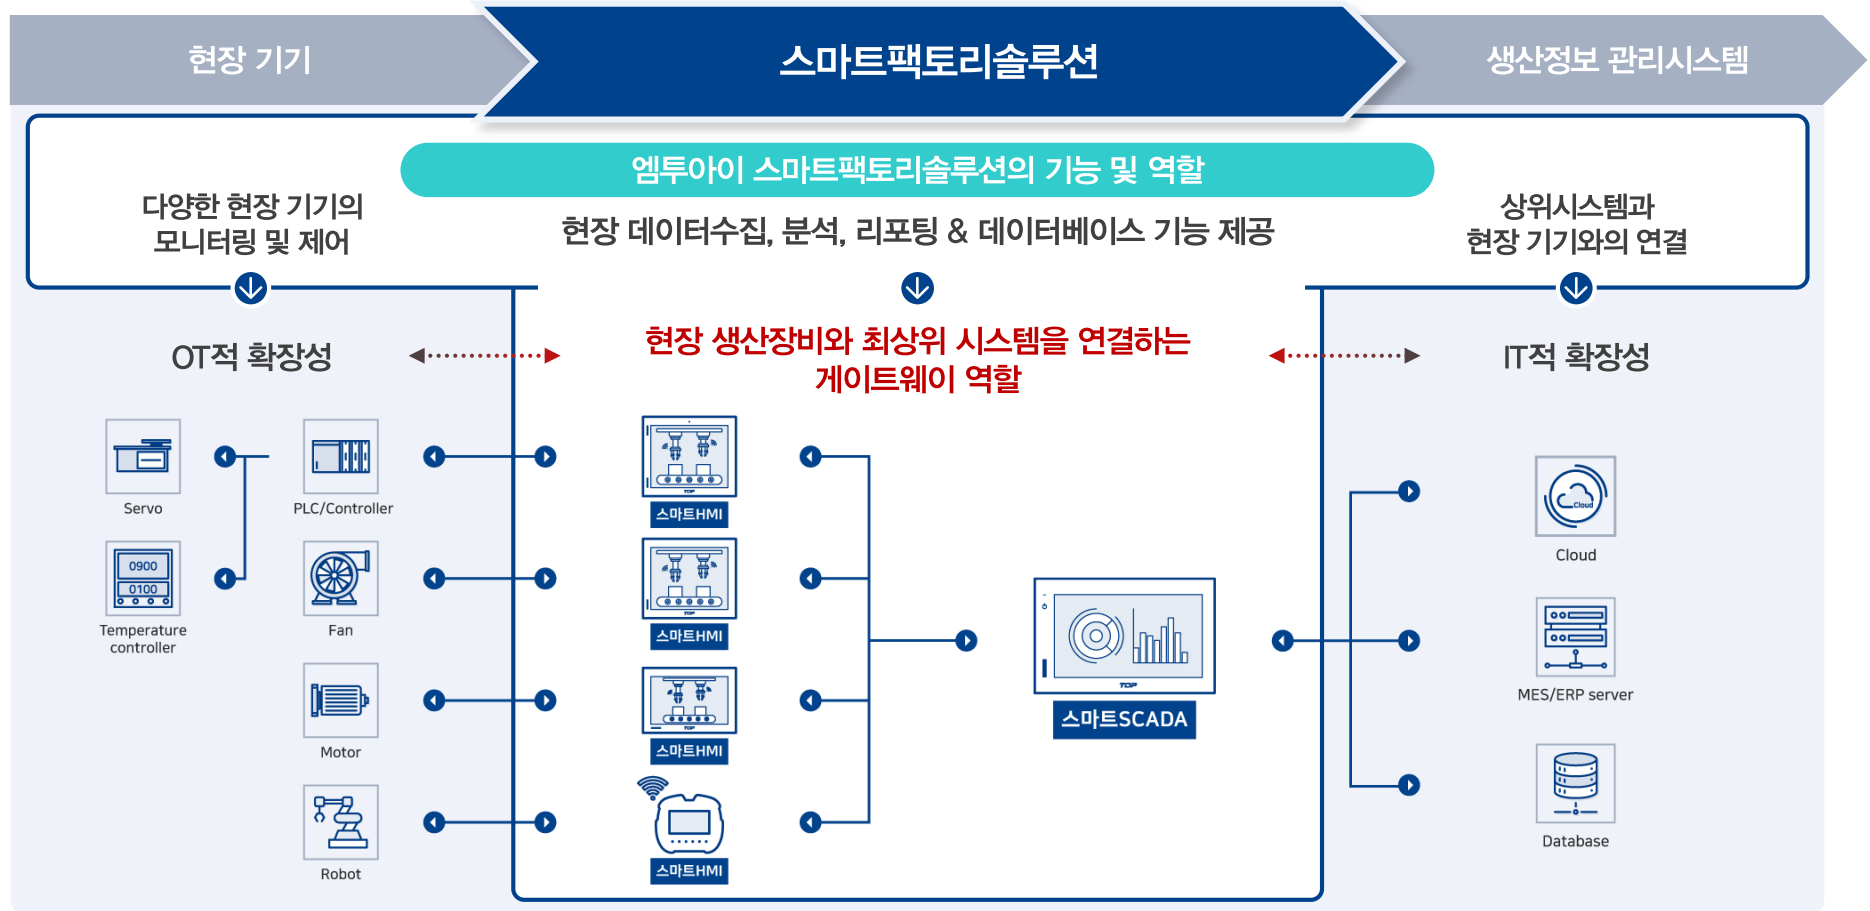 현장 기기
스마트팩토리솔루션
생산정보 관리시스템
엠투아이 스마트팩토리솔루션의 기능 및 역할
다양한 현장 기기의
모니터링 및 제어
현장 데이터수집, 분석, 리포팅 & 데이터베이스 기능 제공
상위시스템과
현장 기기와의 연결
OT적 확장성
현장 생산장비와 최상위 시스템을 연결하는
게이트웨이 역할
IT적 확장성
Servo
PLC/Controller
TOP
스마트HMI
0900
0100
Temperature
controller
Fan
TOP
스마트HMI
Motor
TOP
스마트HMI
Robot
스마트HMI
TOP
스마트SCADA
Cloud
Cloud
MES/ERP server
Database